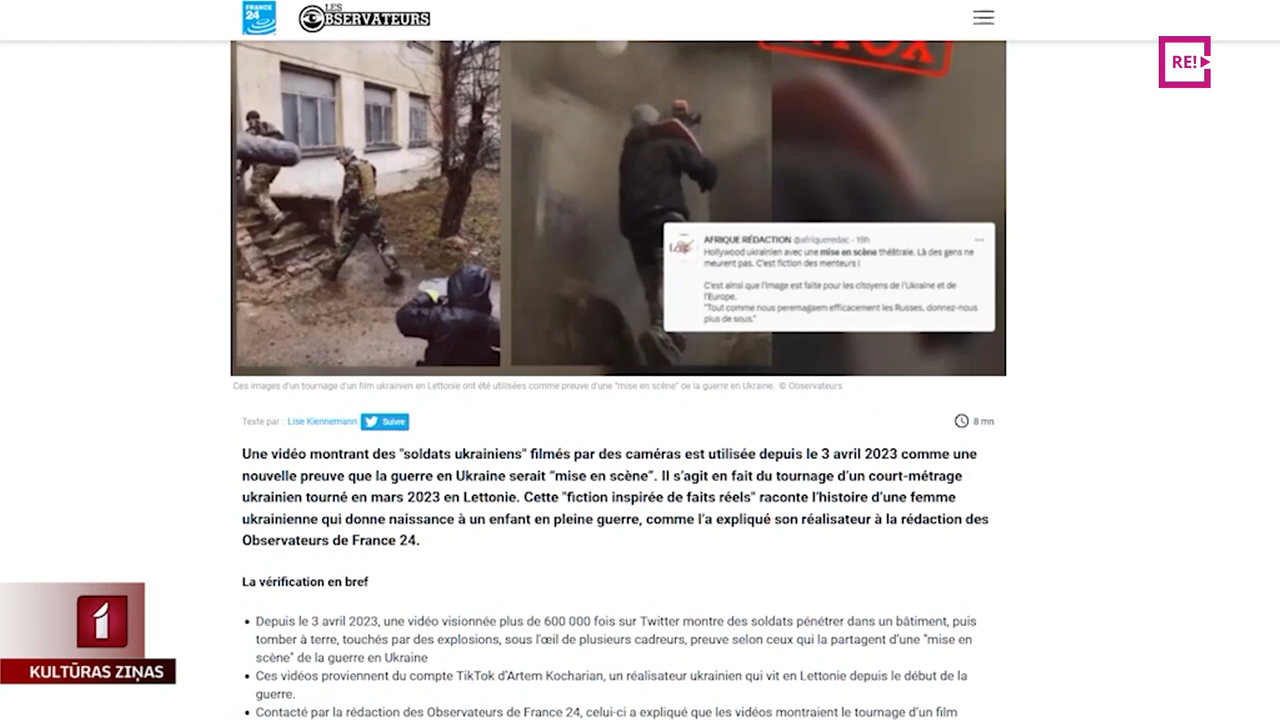 FRANCE
24
LES
OBSERVATEURS
RE!
INTOX
AFRIQUE RÉDACTION @afriqueredac - 19h
Hollywood ukrainien avec une mise en scène théâtrale. Là des gens ne
meurent pas. C'est fiction des menteurs !
C'est ainsi que l'image est faite pour les citoyens de l'Ukraine et de
l'Europe.
"Tout comme nous peremagaem efficacement les Russes, donnez-nous
plus de sous."
Ces images d'un tournage d'un film ukrainien en Lettonie ont été utilisées comme preuve d'une "mise en scène" de la guerre en Ukraine. © Observateurs
Texte par : Lise Kiennemann Suivre
8 mn
Une vidéo montrant des "soldats ukrainiens" filmés par des caméras est utilisée depuis le 3 avril 2023 comme une
nouvelle preuve que la guerre en Ukraine serait “mise en scène”. Il s’agit en fait du tournage d’un court-métrage
ukrainien tourné en mars 2023 en Lettonie. Cette "fiction inspirée de faits réels" raconte l’histoire d’une femme
ukrainienne qui donne naissance à un enfant en pleine guerre, comme l’a expliqué son réalisateur à la rédaction des
Observateurs de France 24.
La vérification en bref
• Depuis le 3 avril 2023, une vidéo visionnée plus de 600 000 fois sur Twitter montre des soldats pénétrer dans un bâtiment, puis
tomber à terre, touchés par des explosions, sous l'œil de plusieurs cadreurs, preuve selon ceux qui la partagent d’une “mise en
scène” de la guerre en Ukraine
• Ces vidéos proviennent du compte TikTok d’Artem Kocharian, un réalisateur ukrainien qui vit en Lettonie depuis le début de la
guerre.
• Contacté par la rédaction des Observateurs de France 24, celui-ci a expliqué que les vidéos montraient le tournage d’un film
1
KULTŪRAS ZIŅAS